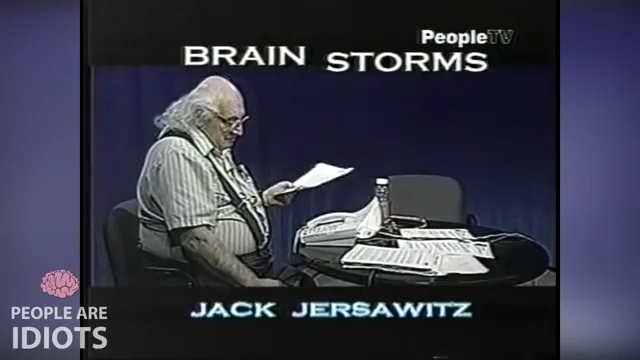 PeopleTV
BRAIN STORMS
JACK JERSAWITZ
PEOPLE ARE
IDIOTS